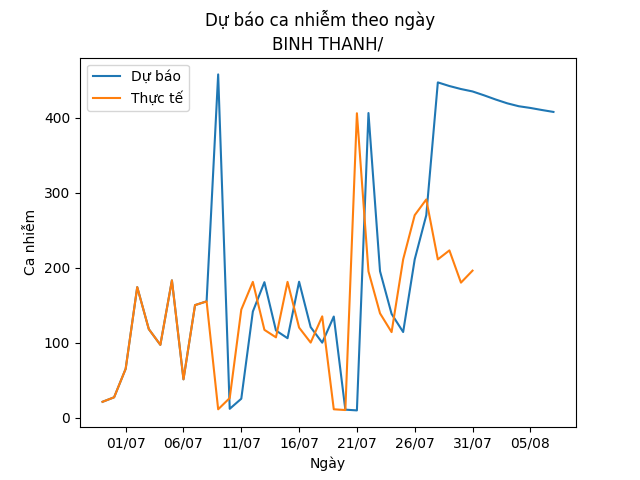 Dự báo ca nhiễm theo ngày
BINH THANH/
Dự báo
Thực tế
Ca nhiễm
400
300
200
100
0
01/07 06/07 11/07 16/07 21/07 26/07 31/07 05/08
Ngày